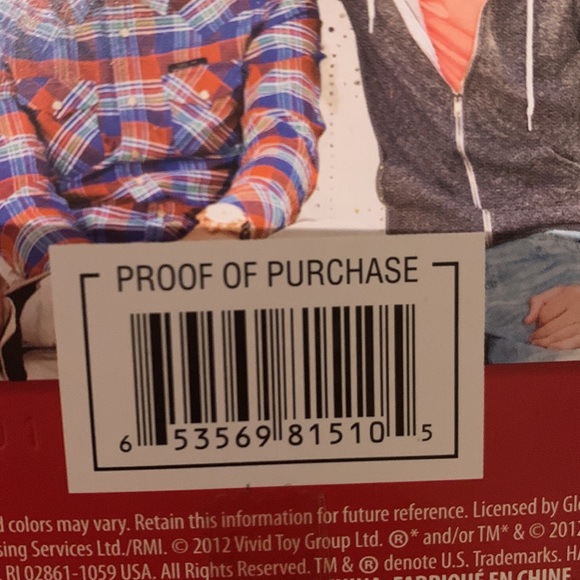 PROOF OF PURCHASE
6 53569 81510 5
colors may vary. Retain this information for future reference. Licensed by
Services Ltd./RMI. © 2012 Vivid Toy Group Ltd. ®* and/or TM* & © 2012
RI 02861-1059 USA. All Rights Reserved. TM & ® denote U.S. Trademarks.
FABRIQUÉ EN CHINE